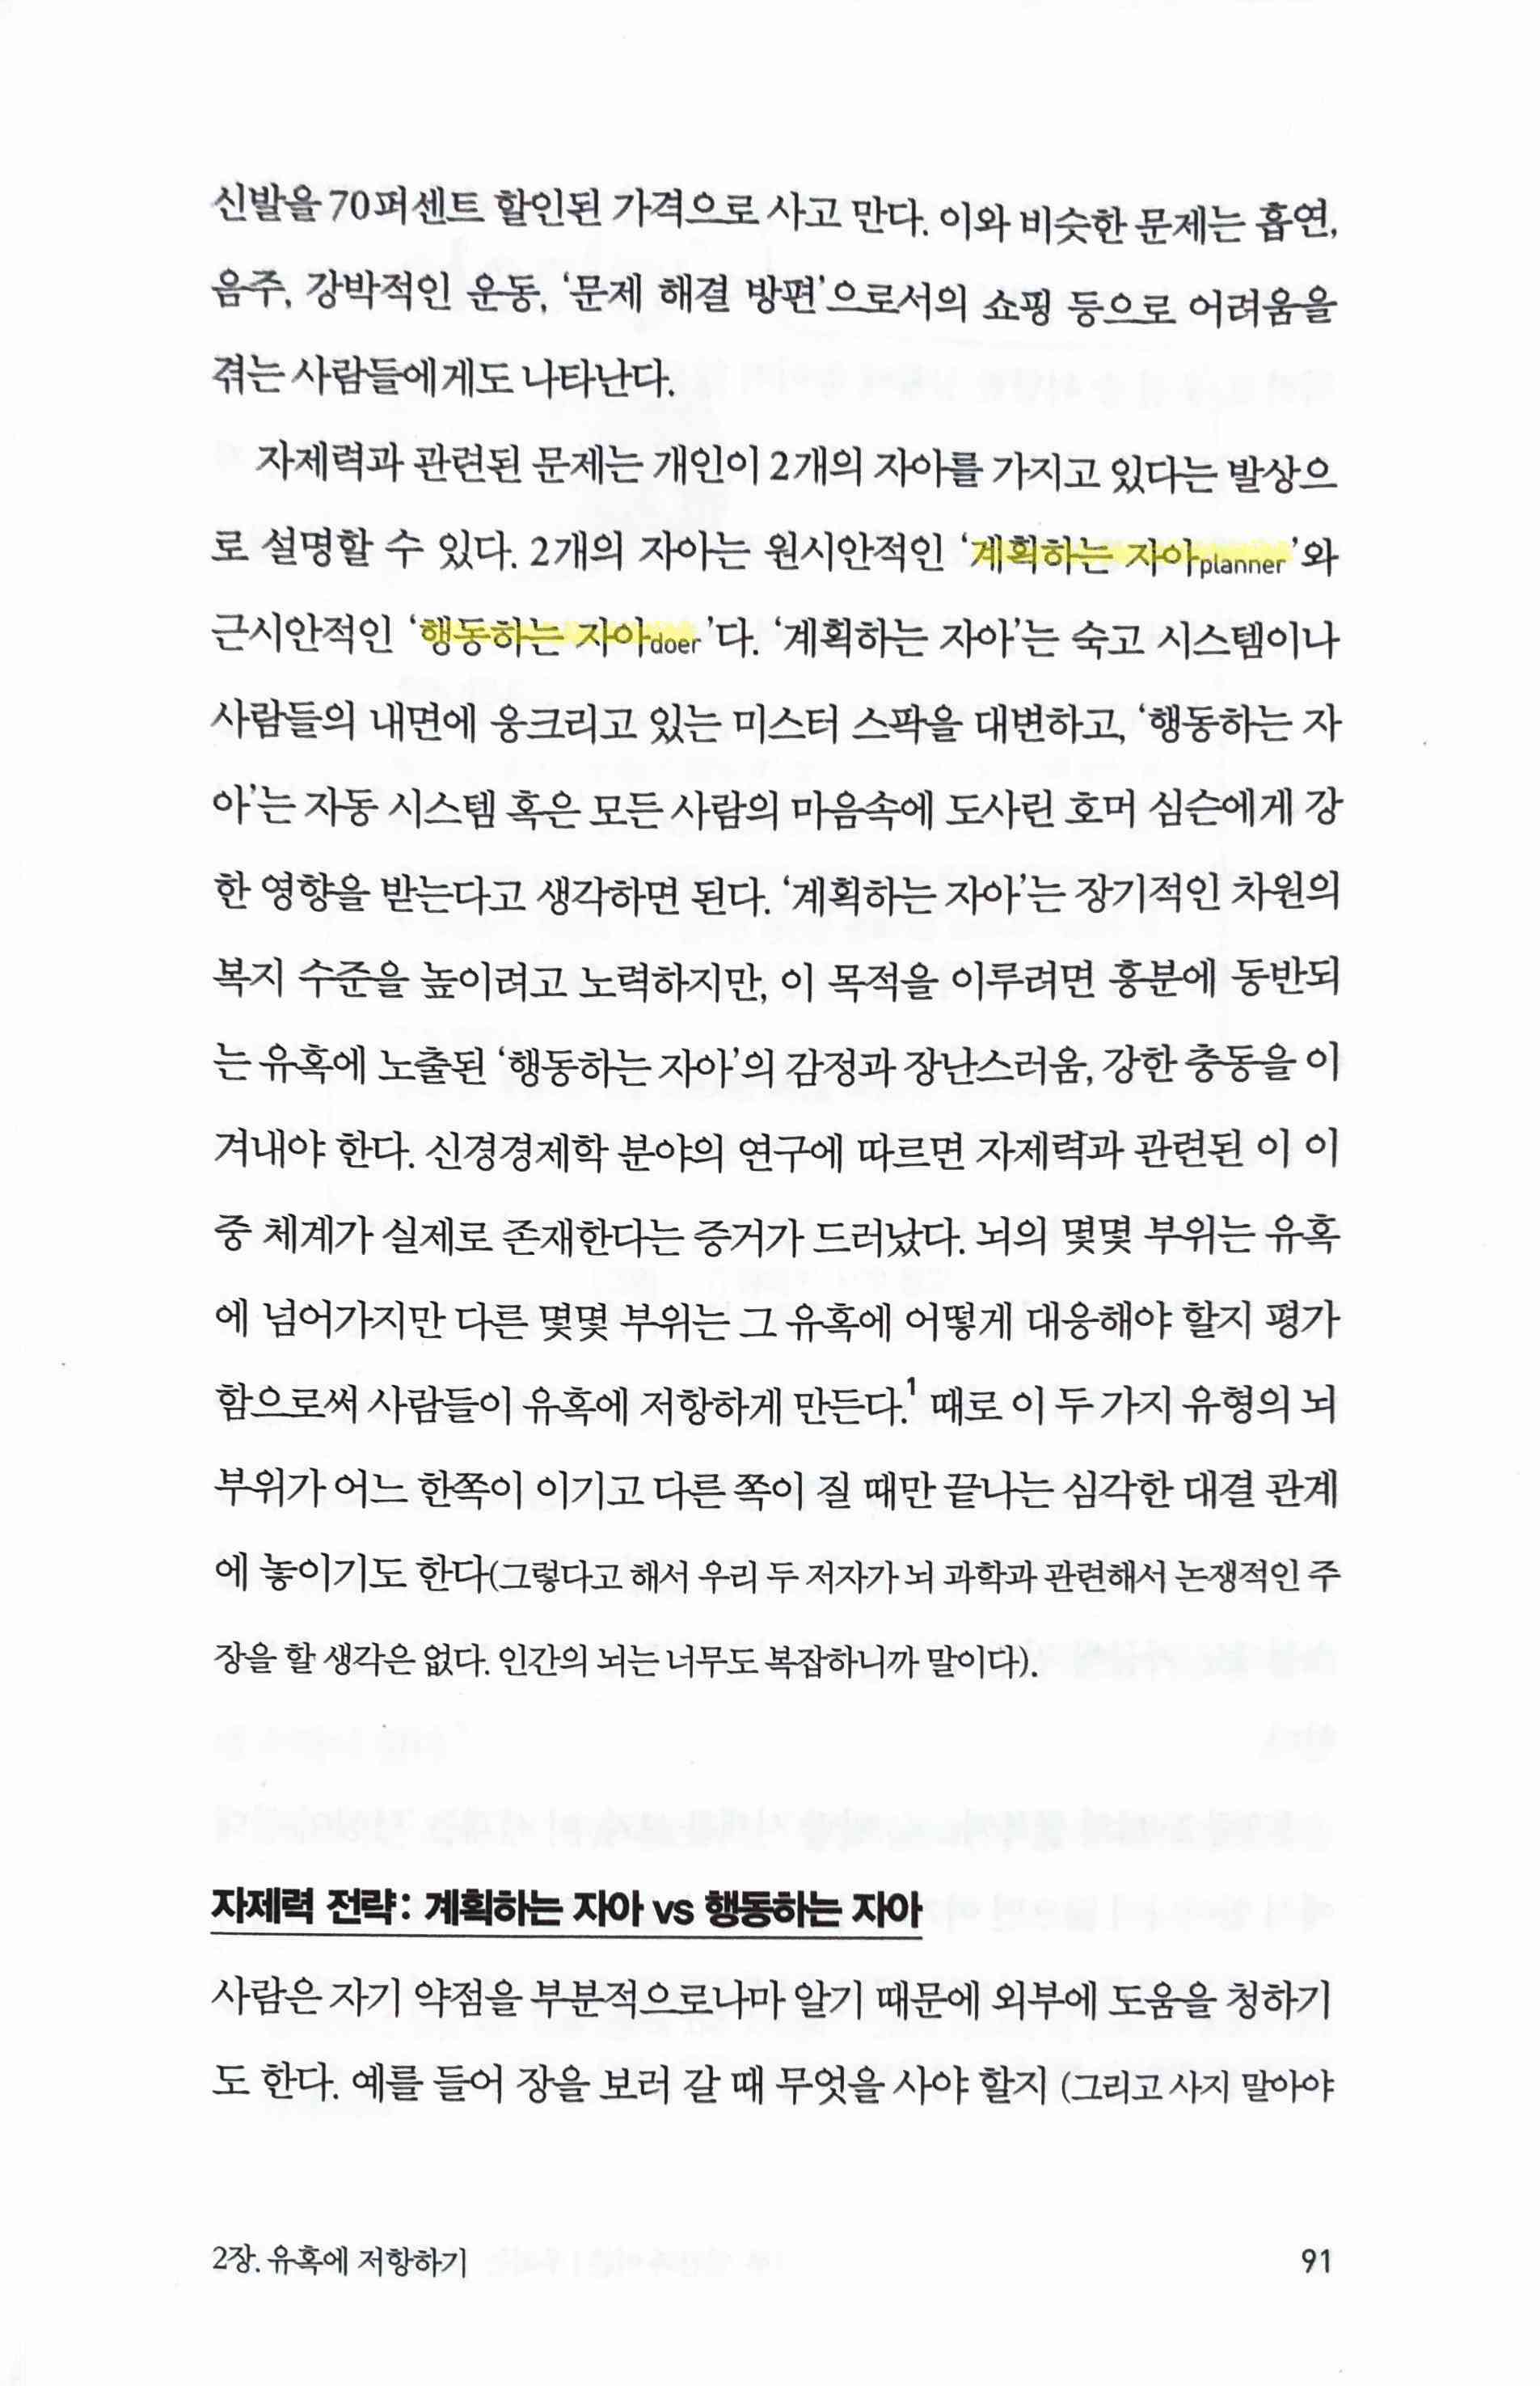 신발을 70퍼센트 할인된 가격으로 사고 만다. 이와 비슷한 문제는 흡연,
음주, 강박적인 운동, ‘문제 해결 방편’으로서의 쇼핑 등으로 어려움을
겪는 사람들에게도 나타난다.
자제력과 관련된 문제는 개인이 2개의 자아를 가지고 있다는 발상으
로 설명할 수 있다. 2개의 자아는 원시안적인 ‘계획하는 자아planner’와
근시안적인 ‘행동하는 자아doer’다. ‘계획하는 자아’는 숙고 시스템이나
사람들의 내면에 웅크리고 있는 미스터 스팍을 대변하고, ‘행동하는 자
아’는 자동 시스템 혹은 모든 사람의 마음속에 도사린 호머 심슨에게 강
한 영향을 받는다고 생각하면 된다. ‘계획하는 자아’는 장기적인 차원의
복지 수준을 높이려고 노력하지만, 이 목적을 이루려면 흥분에 동반되
는 유혹에 노출된 ‘행동하는 자아’의 감정과 장난스러움, 강한 충동을 이
겨내야 한다. 신경경제학 분야의 연구에 따르면 자제력과 관련된 이 이
중 체계가 실제로 존재한다는 증거가 드러났다. 뇌의 몇몇 부위는 유혹
에 넘어가지만 다른 몇몇 부위는 그 유혹에 어떻게 대응해야 할지 평가
함으로써 사람들이 유혹에 저항하게 만든다.¹ 때로 이 두 가지 유형의 뇌
부위가 어느 한쪽이 이기고 다른 쪽이 질 때만 끝나는 심각한 대결 관계
에 놓이기도 한다(그렇다고 해서 우리 두 저자가 뇌 과학과 관련해서 논쟁적인 주
장을 할 생각은 없다. 인간의 뇌는 너무도 복잡하니까 말이다).
자제력 전략: 계획하는 자아 vs 행동하는 자아
사람은 자기 약점을 부분적으로나마 알기 때문에 외부에 도움을 청하기
도 한다. 예를 들어 장을 보러 갈 때 무엇을 사야 할지 (그리고 사지 말아야
2장. 유혹에 저항하기
91